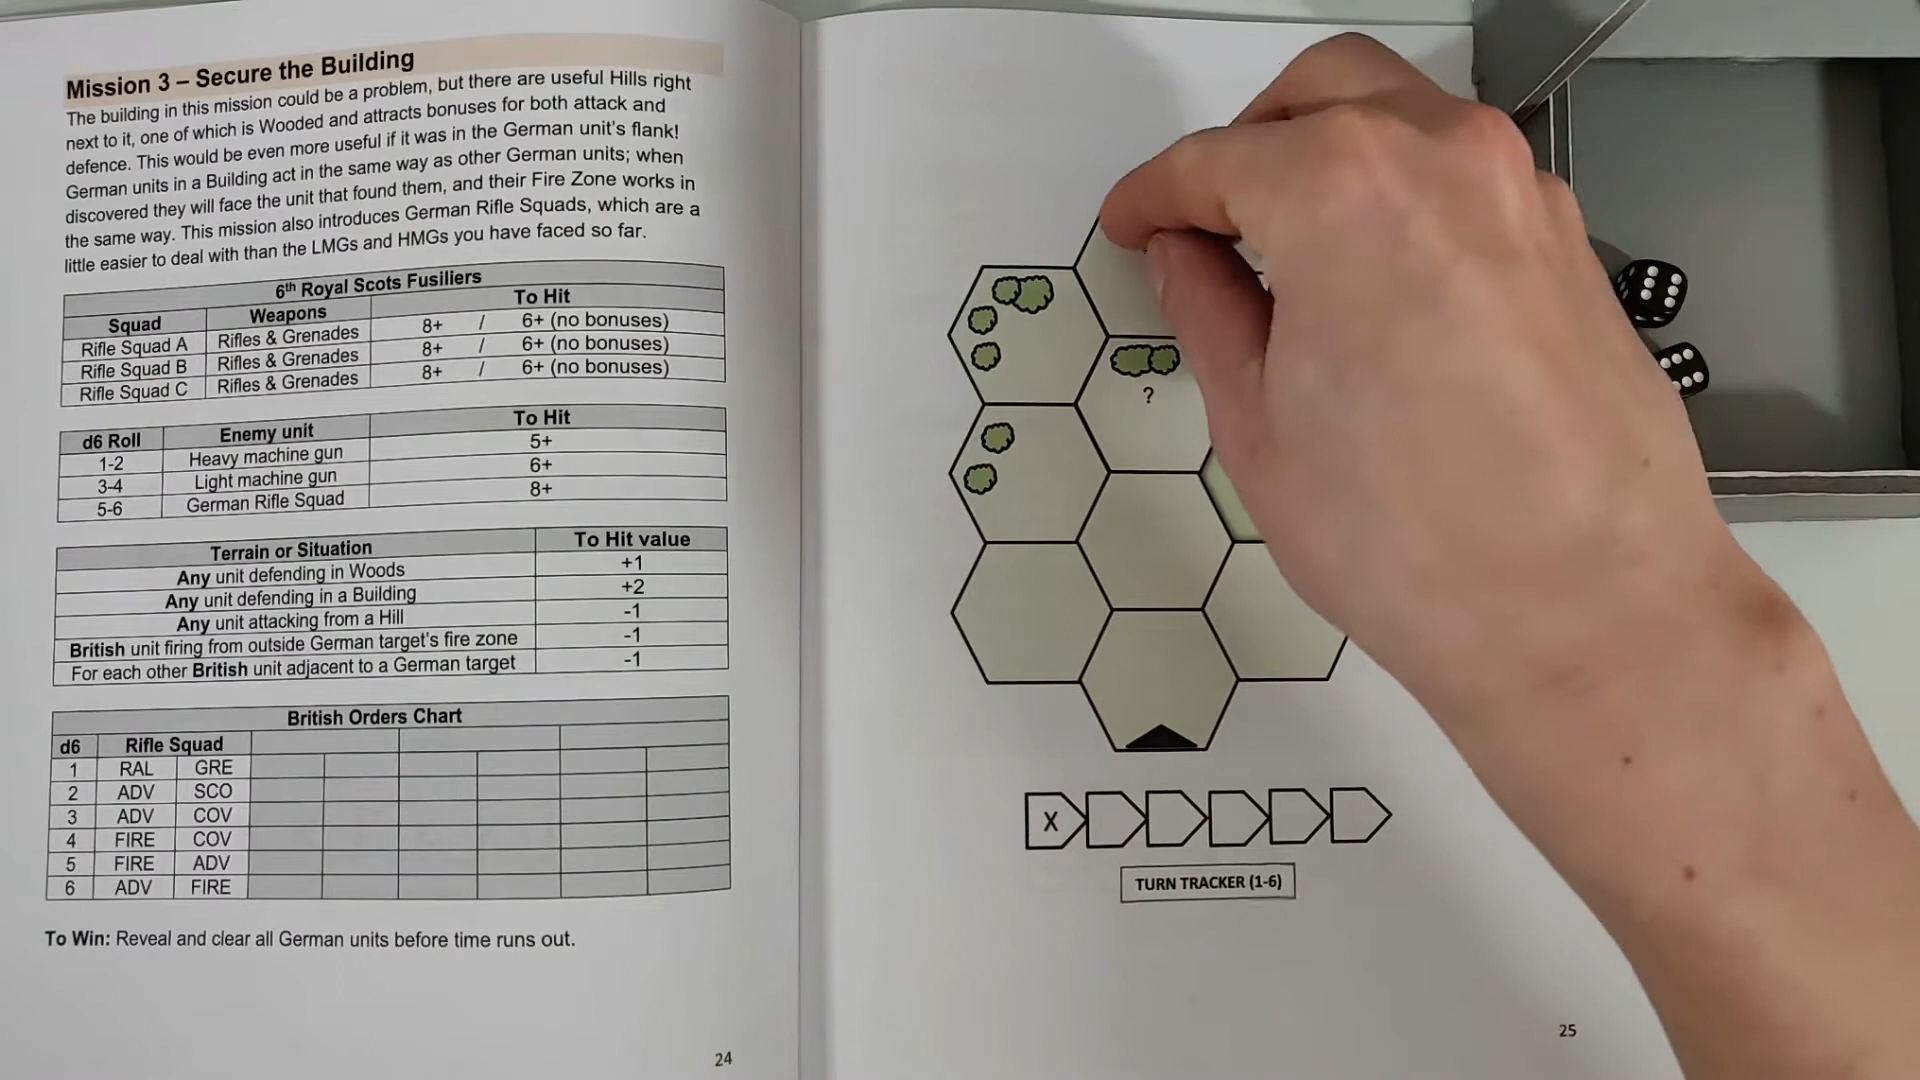 Mission 3 – Secure the Building
The building in this mission could be a problem, but there are useful Hills right
next to it, one of which is Wooded and attracts bonuses for both attack and
defence. This would be even more useful if it was in the German unit's flank!
German units in a Building act in the same way as other German units; when
discovered they will face the unit that found them, and their Fire Zone works in
the same way. This mission also introduces German Rifle Squads, which are a
little easier to deal with than the LMGs and HMGs you have faced so far.
6th Royal Scots Fusiliers
Squad Weapons To Hit
Rifle Squad A Rifles & Grenades 8+ / 6+ (no bonuses)
Rifle Squad B Rifles & Grenades 8+ / 6+ (no bonuses)
Rifle Squad C Rifles & Grenades 8+ / 6+ (no bonuses)
d6 Roll Enemy unit To Hit
1-2 Heavy machine gun 5+
3-4 Light machine gun 6+
5-6 German Rifle Squad 8+
Terrain or Situation To Hit value
Any unit defending in Woods +1
Any unit defending in a Building +2
Any unit attacking from a Hill -1
British unit firing from outside German target's fire zone -1
For each other British unit adjacent to a German target -1
British Orders Chart
d6 Rifle Squad
1 RAL GRE
2 ADV SCO
3 ADV COV
4 FIRE COV
5 FIRE ADV
6 ADV FIRE
To Win: Reveal and clear all German units before time runs out.
24
?
X
TURN TRACKER (1-6)
25